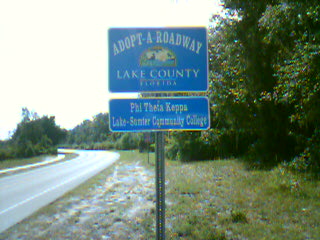 ADOPT-A ROADWAY
LAKE COUNTY
FLORIDA
Phi Theta Kappa
Lake-Sumter Community College